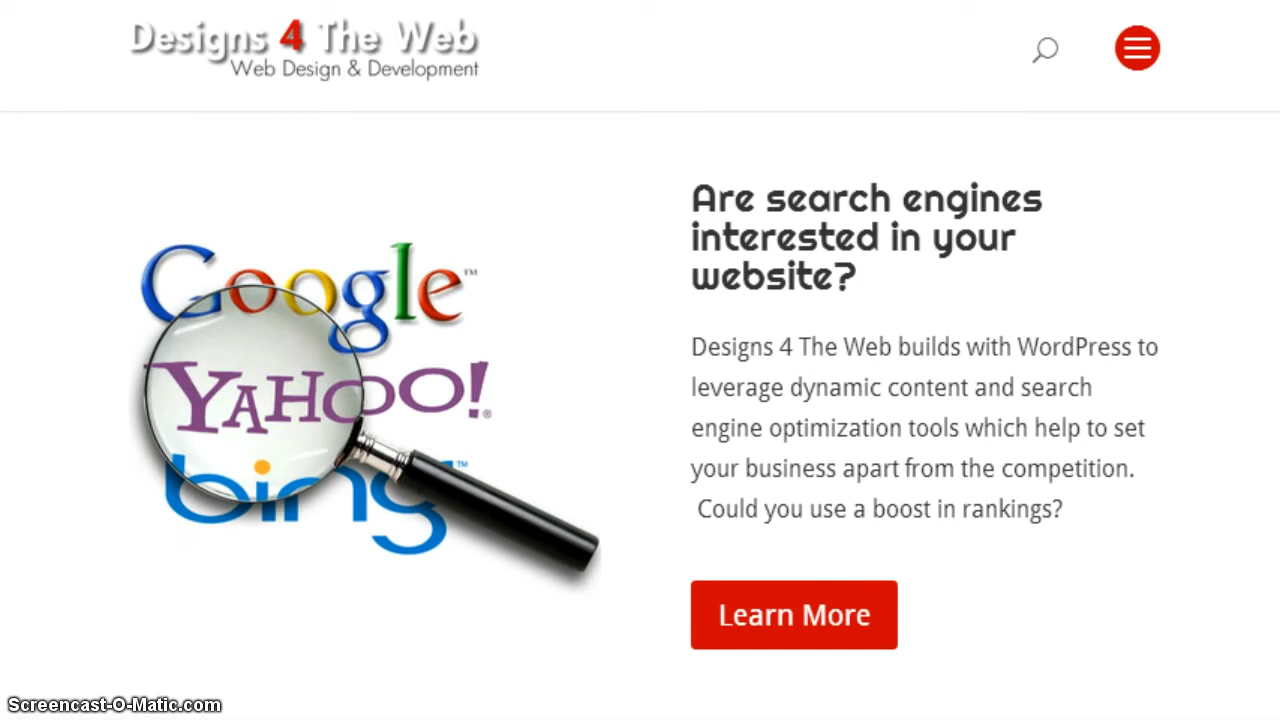 Designs 4 The Web
Web Design & Development
Are search engines
interested in your
website?
Google™
YAHOO!®
bing™
Designs 4 The Web builds with WordPress to
leverage dynamic content and search
engine optimization tools which help to set
your business apart from the competition.
Could you use a boost in rankings?
Learn More
Screencast-O-Matic.com